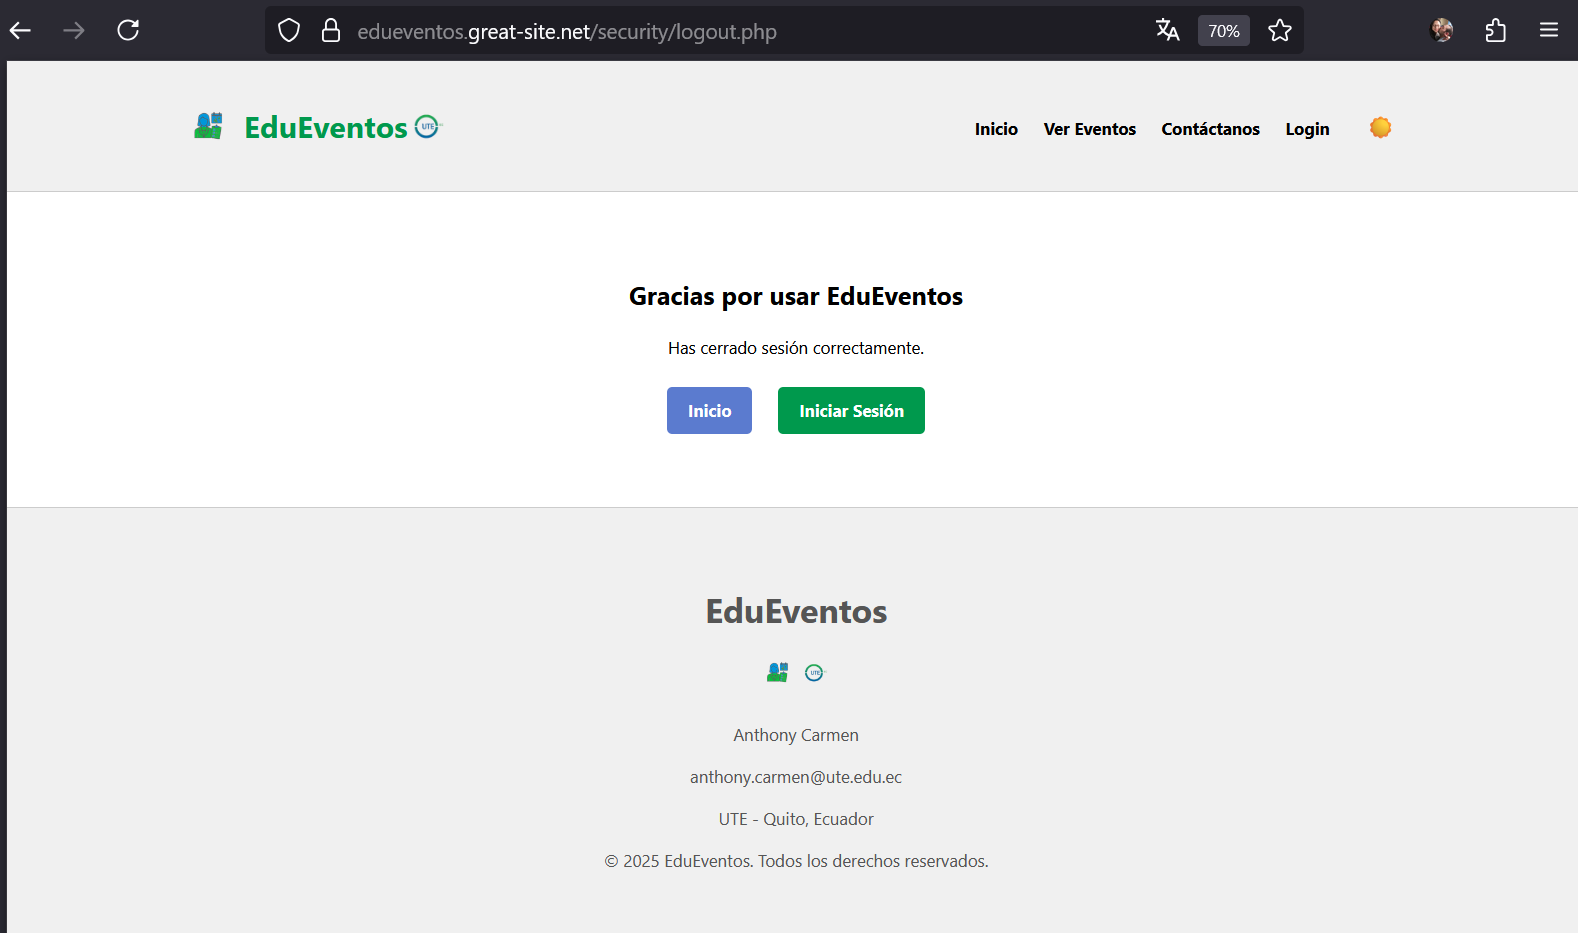 edueventos.great-site.net/security/logout.php
70%
EduEventos UTE
Inicio Ver Eventos Contáctanos Login
Gracias por usar EduEventos
Has cerrado sesión correctamente.
Inicio Iniciar Sesión
EduEventos
UTE
Anthony Carmen
anthony.carmen@ute.edu.ec
UTE - Quito, Ecuador
© 2025 EduEventos. Todos los derechos reservados.